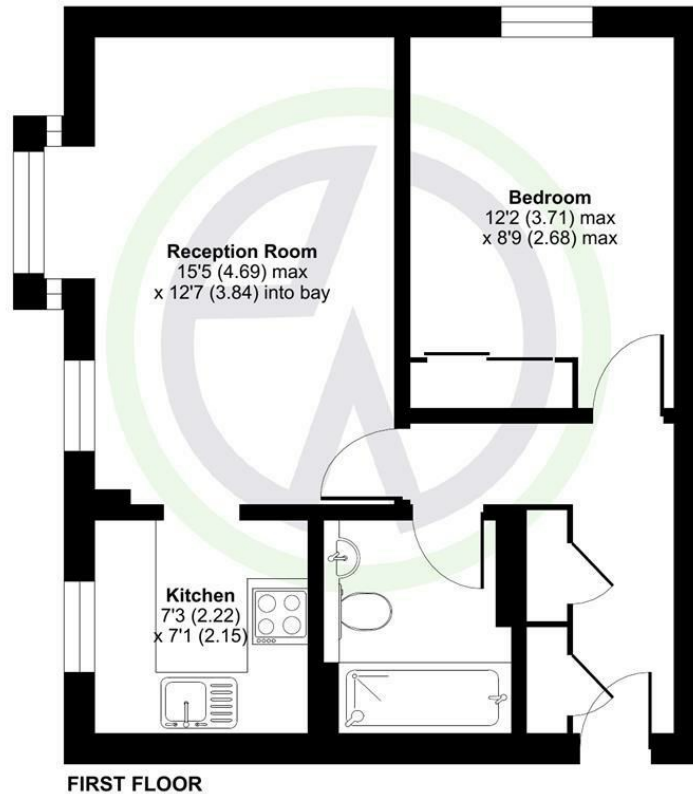 Bedroom
12'2 (3.71) max
x 8'9 (2.68) max
Reception Room
15'5 (4.69) max
x 12'7 (3.84) into bay
Kitchen
7'3 (2.22)
x 7'1 (2.15)
FIRST FLOOR